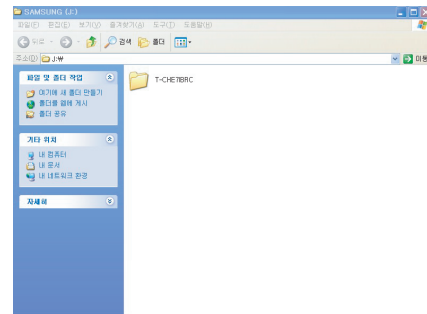 SAMSUNG (J:)
파일(F) 편집(E) 보기(V) 즐겨찾기(A) 도구(T) 도움말(H)
뒤로 검색 폴더
주소(D) J:₩ 이동
파일 및 폴더 작업
여기에 새 폴더 만들기
폴더를 웹에 게시
폴더 공유
기타 위치
내 컴퓨터
내 문서
내 네트워크 환경
자세히
T-CHE7BRC